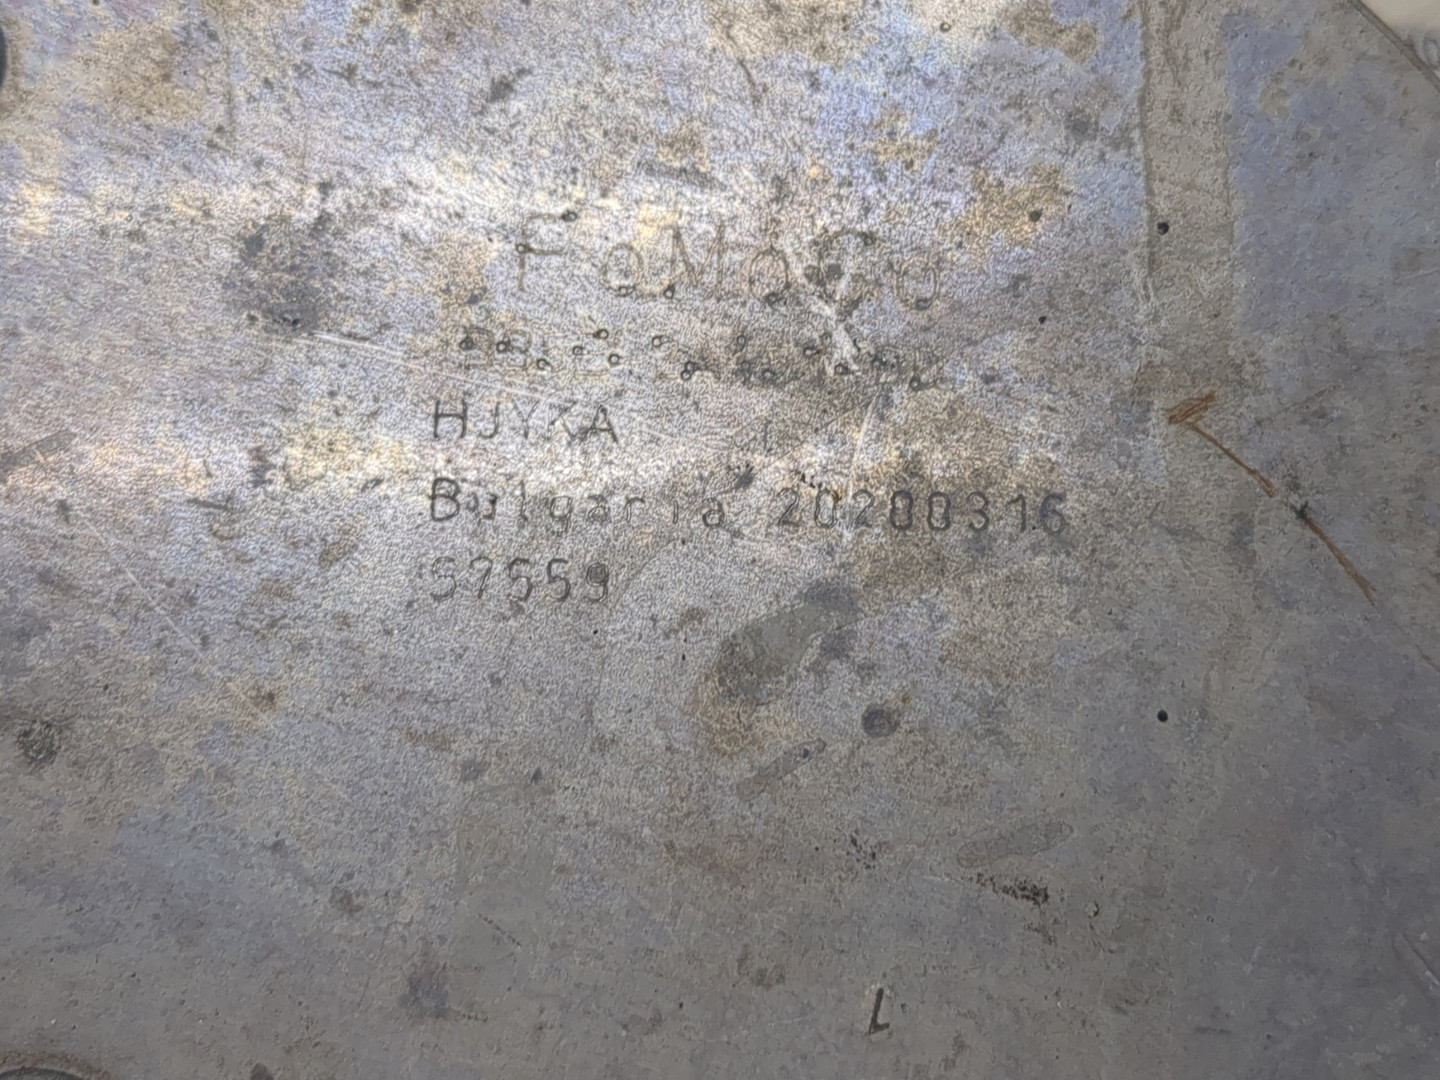 FoMoCo
HJYKA
Bulgaria 20200316
57559
L